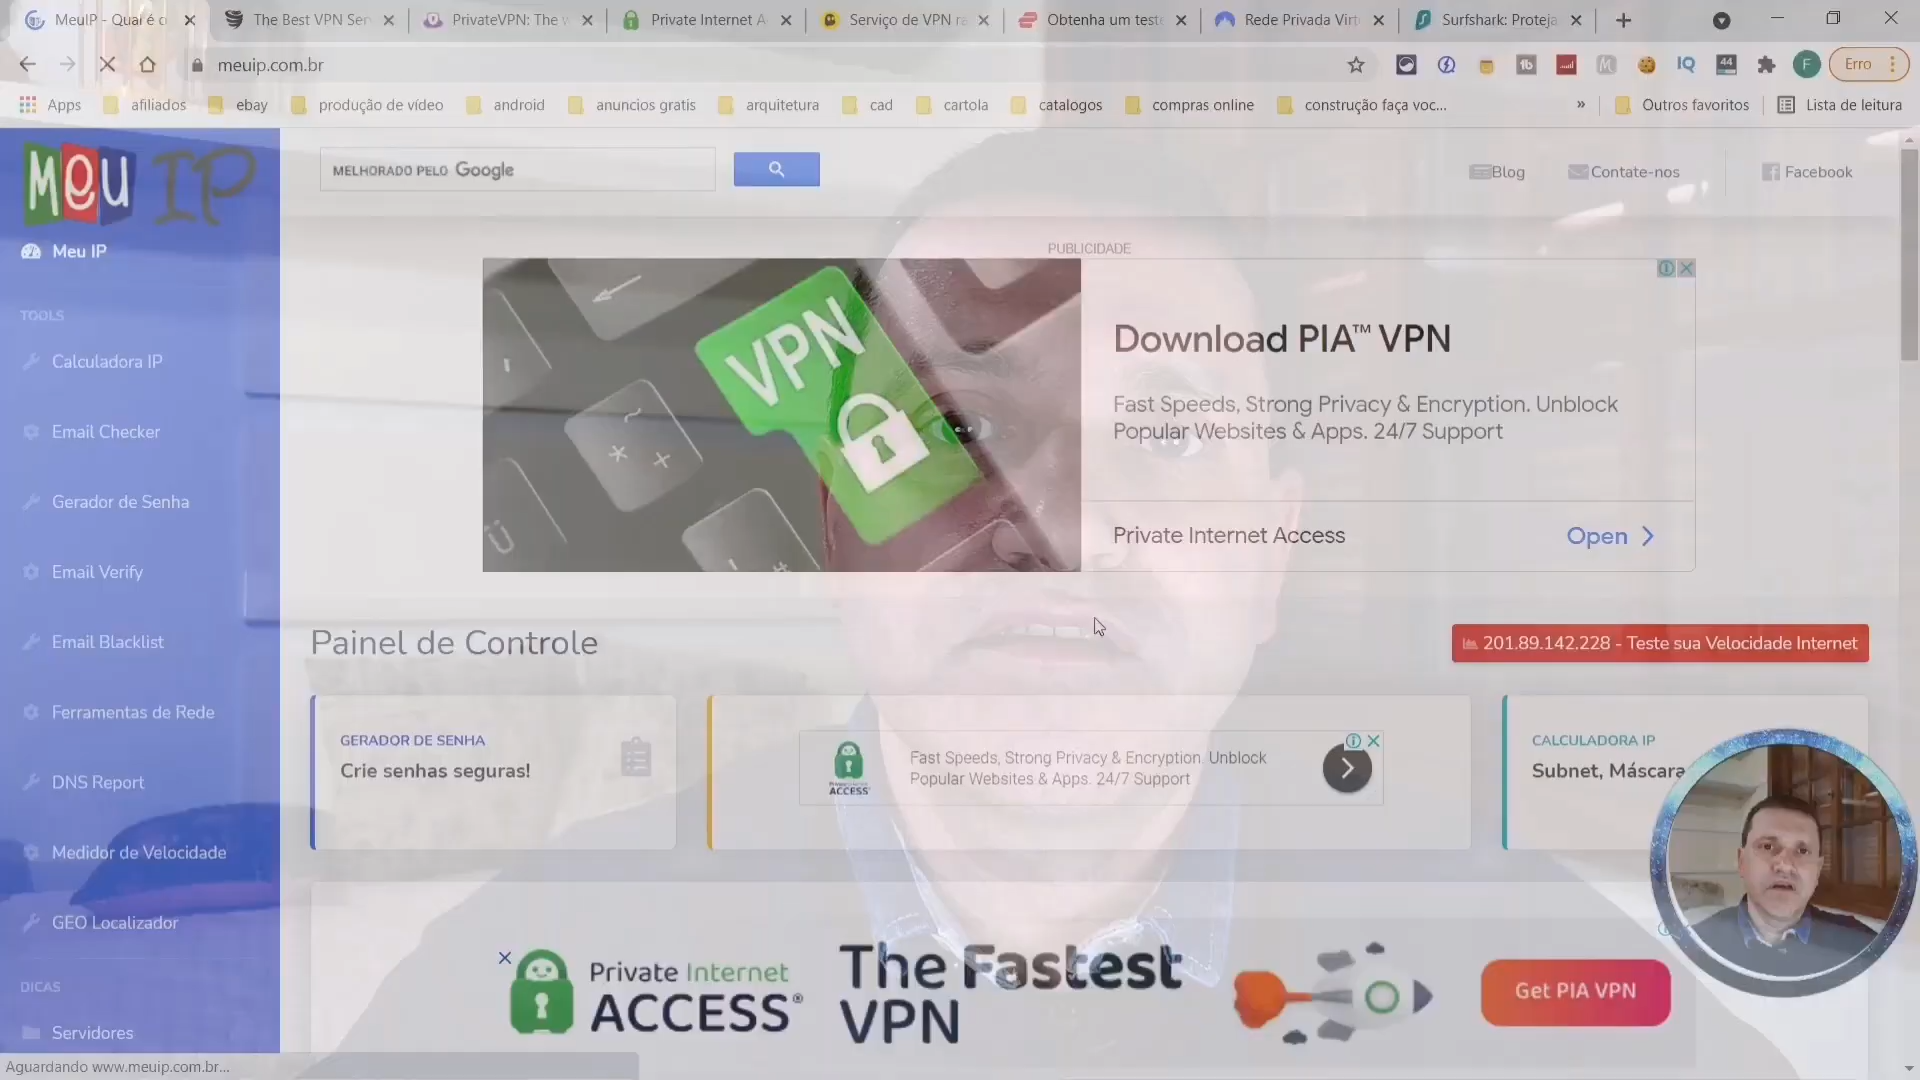 MeuIP - Qual é o
The Best VPN Ser
PrivateVPN: The w
Private Internet A
Serviço de VPN ra
Obtenha um teste
Rede Privada Virt
Surfshark: Proteja
meuip.com.br
Erro
Apps
afiliados
ebay
produção de vídeo
android
anuncios gratis
arquitetura
cad
cartola
catalogos
compras online
construção faça voc...
»
Outros favoritos
Lista de leitura
MeU IP
MELHORADO PELO Google
Blog
Contate-nos
Facebook
Meu IP
PUBLICIDADE
TOOLS
VPN
Download PIA™ VPN
Calculadora IP
Fast Speeds, Strong Privacy & Encryption. Unblock
Popular Websites & Apps. 24/7 Support
Email Checker
Gerador de Senha
Private Internet Access
Open
Email Verify
Email Blacklist
Painel de Controle
201.89.142.228 - Teste sua Velocidade Internet
Ferramentas de Rede
GERADOR DE SENHA
Crie senhas seguras!
ACCESS
Fast Speeds, Strong Privacy & Encryption. Unblock
Popular Websites & Apps. 24/7 Support
CALCULADORA IP
Subnet, Máscara
DNS Report
Medidor de Velocidade
GEO Localizador
Private Internet
ACCESS®
The Fastest
VPN
Get PIA VPN
DICAS
Servidores
Aguardando www.meuip.com.br...